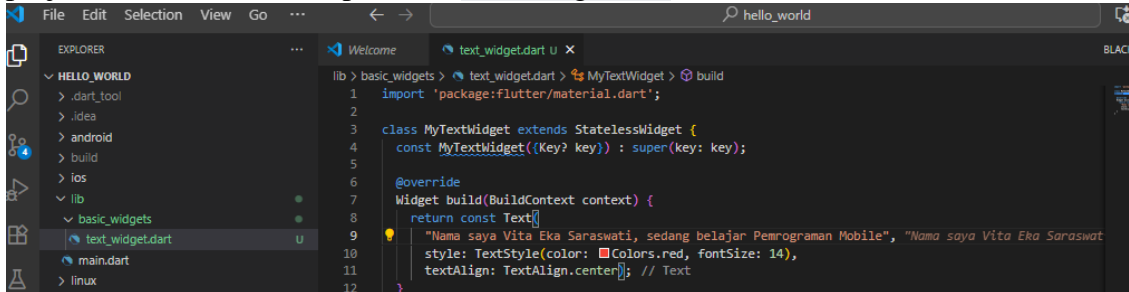 File Edit Selection View Go ··· hello_world
EXPLORER ···
Welcome text_widget.dart U × BLAC
HELLO_WORLD
lib > basic_widgets > text_widget.dart > MyTextWidget > build
.dart_tool
.idea
android
build
ios
lib
basic_widgets
text_widget.dart U
main.dart
linux
4
1 import 'package:flutter/material.dart';
2
3 class MyTextWidget extends StatelessWidget {
4 const MyTextWidget({Key? key}) : super(key: key);
5
6 @override
7 Widget build(BuildContext context) {
8 return const Text(
9 "Nama saya Vita Eka Saraswati, sedang belajar Pemrograman Mobile", "Nama saya Vita Eka Saraswat
10 style: TextStyle(color: Colors.red, fontSize: 14),
11 textAlign: TextAlign.center); // Text
12 }